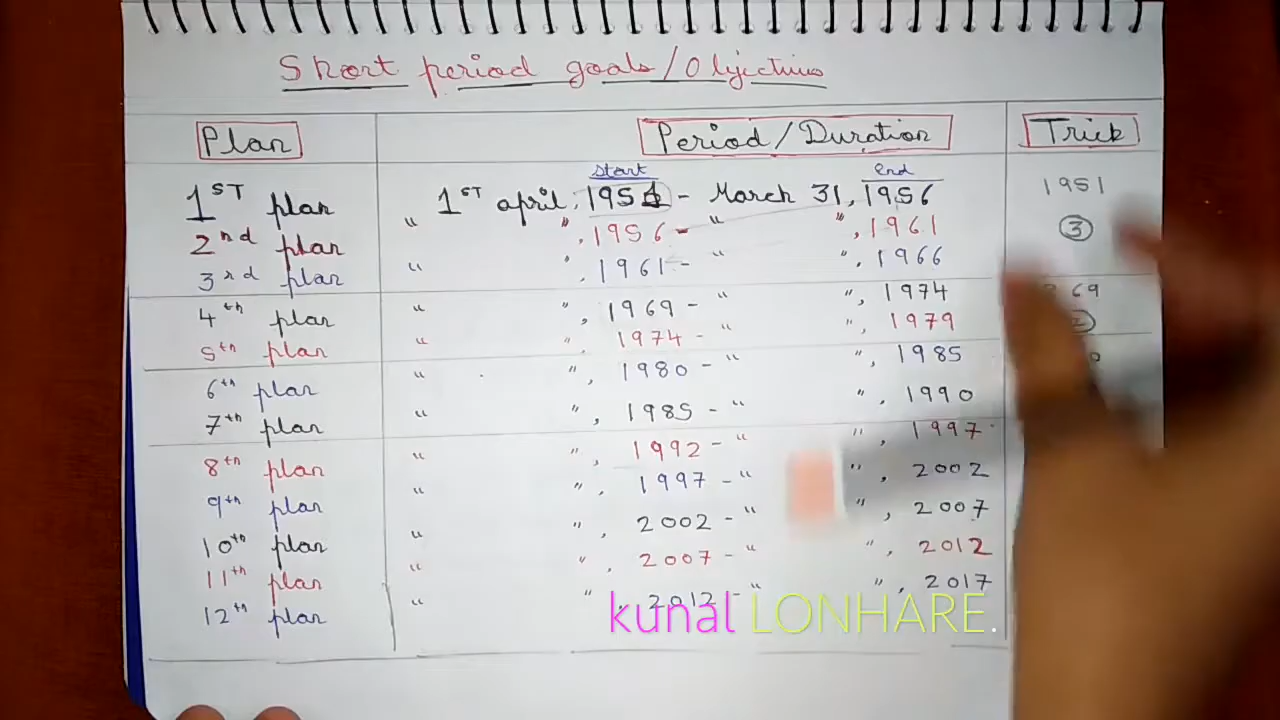 Short period goals/Objectives
Plan Period/Duration Trick
Start end
1ST plan 1ST april, 1951 - March 31, 1956 1951
2nd plan " ", 1956 - " ", 1961 3
3rd plan " ", 1961 - " ", 1966
4th plan " ", 1969 - " ", 1974 69
5th plan " ", 1974 - " ", 1979
6th plan " ", 1980 - " ", 1985
7th plan " ", 1985 - " ", 1990
8th plan " ", 1992 - " ", 1997
9th plan " ", 1997 - " ", 2002
10th plan " ", 2002 - " ", 2007
11th plan " ", 2007 - " ", 2012
12th plan " ", 2012 - " ", 2017
kunal LONHARE.